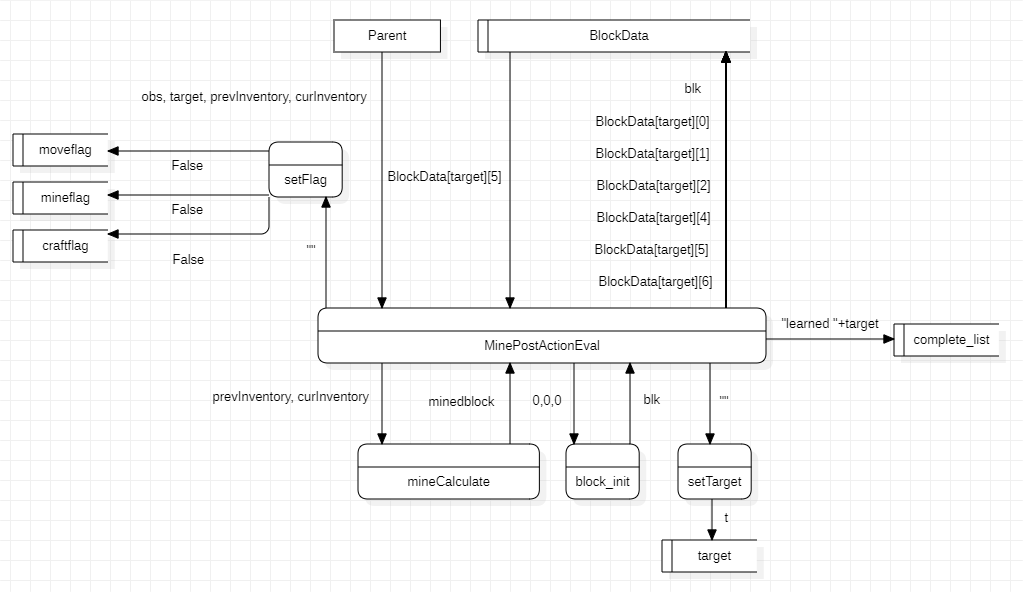 Parent
BlockData
blk
obs, target, prevInventory, curInventory
BlockData[target][0]
moveflag
False
BlockData[target][1]
setFlag
BlockData[target][5]
BlockData[target][2]
mineflag
False
BlockData[target][4]
craftflag
False
""
BlockData[target][5]
BlockData[target][6]
"learned "+target
MinePostActionEval
complete_list
prevInventory, curInventory
minedblock
0,0,0
blk
""
mineCalculate
block_init
setTarget
t
target